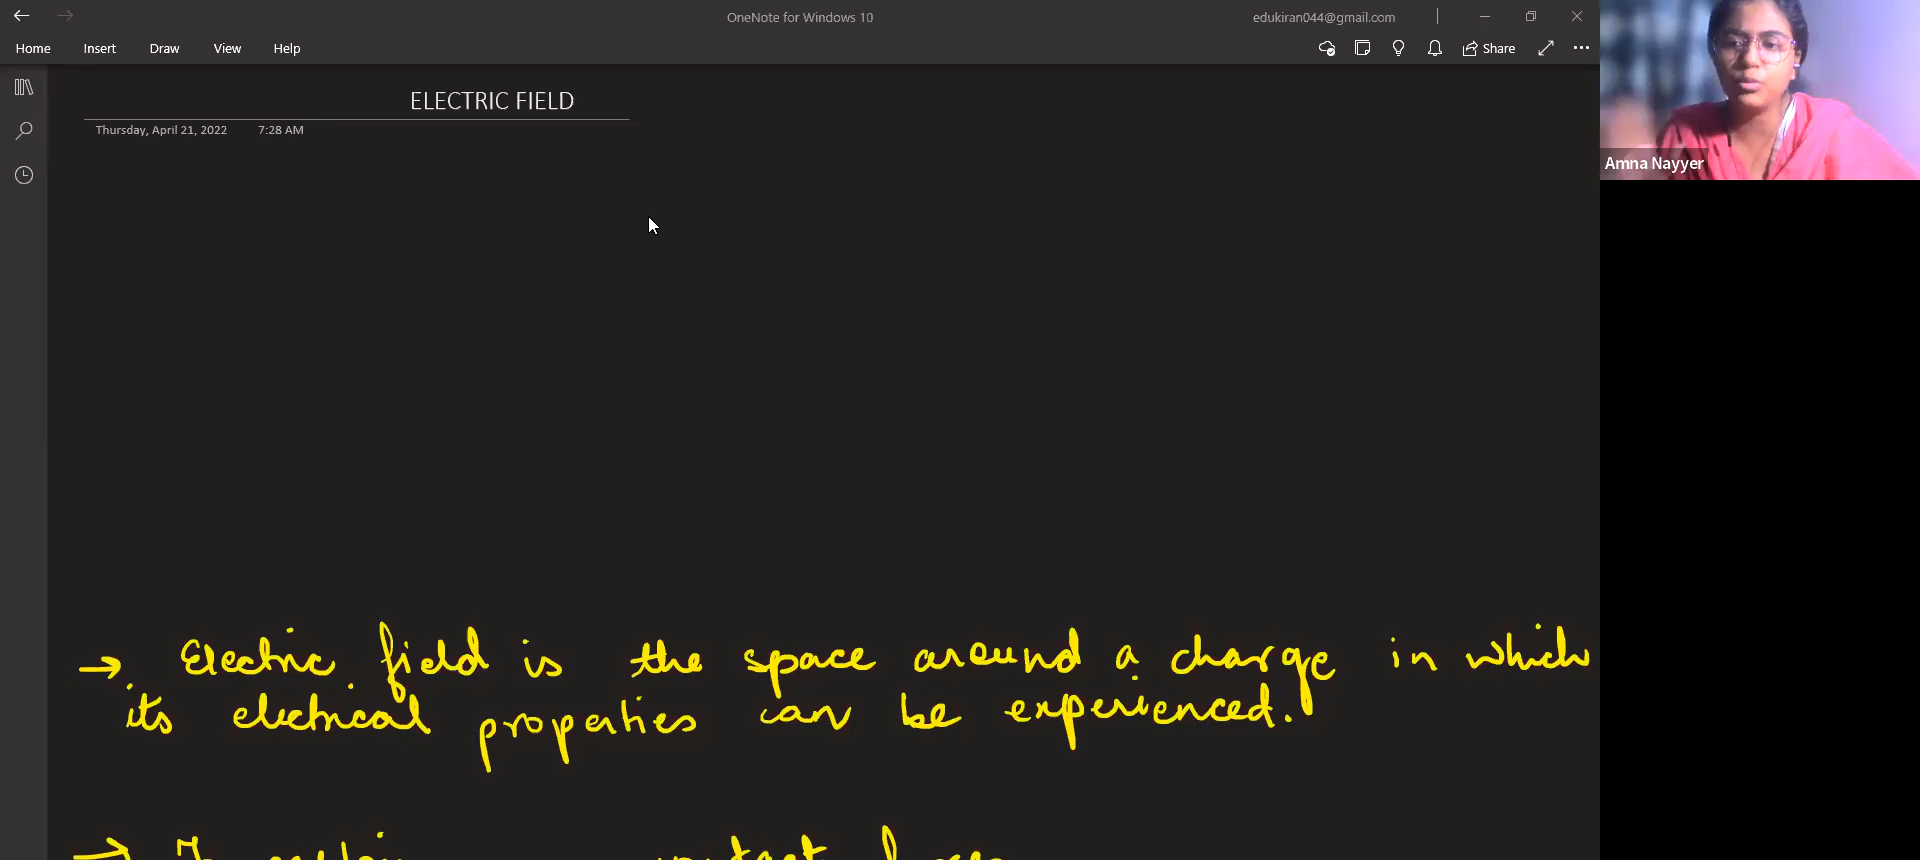 OneNote for Windows 10
edukiran044@gmail.com
Home Insert Draw View Help
Share
ELECTRIC FIELD
Thursday, April 21, 2022 7:28 AM
Amna Nayyer
→ Electric field is the space around a charge in which
its electrical properties can be experienced.